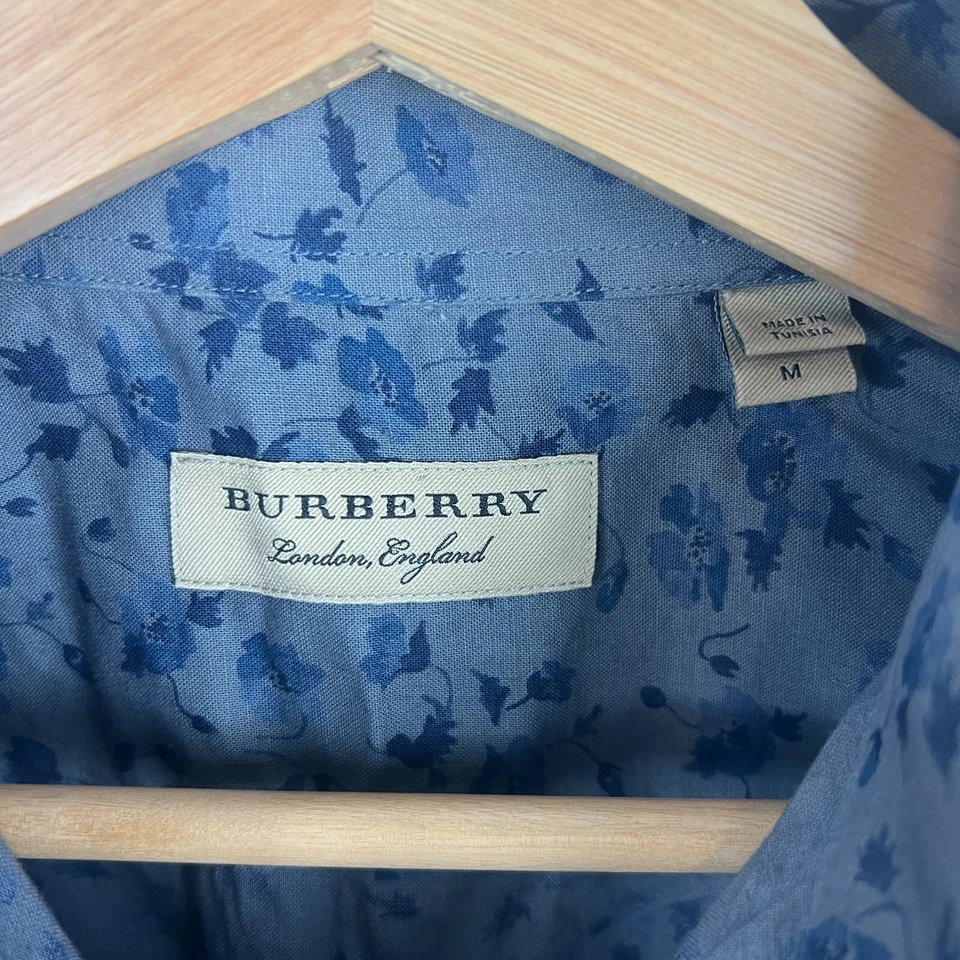 MADE IN
TUNISIA
M
BURBERRY
London, England